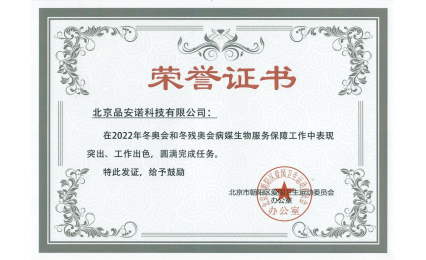 荣誉证书
北京品安诺科技有限公司：
在2022年冬奥会和冬残奥会病媒生物服务保障工作中表现
突出、工作出色，圆满完成任务。
特此发证，给予鼓励
北京市朝阳区爱国卫生运动委员会
办公室
办公室